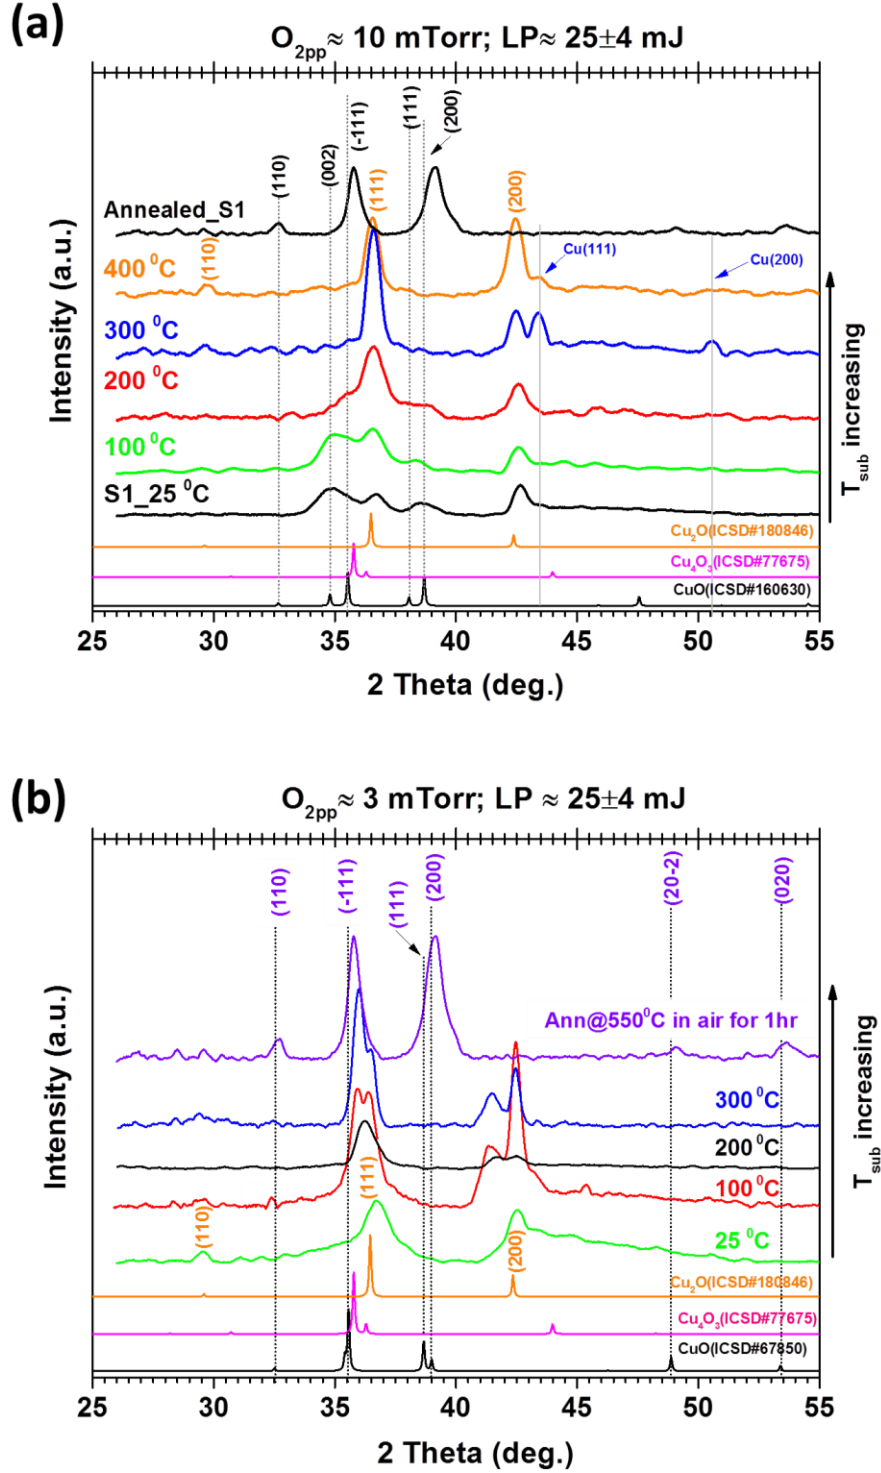 (a)
O2pp≈ 10 mTorr; LP≈ 25±4 mJ
(110)
(002)
(-111)
(111)
(200)
Annealed_S1
(111)
(200)
400 ⁰C
(110)
Cu(111)
Cu(200)
300 ⁰C
200 ⁰C
100 ⁰C
S1_25 ⁰C
Cu2O(ICSD#180846)
Cu4O3(ICSD#77675)
CuO(ICSD#160630)
Intensity (a.u.)
Tsub increasing
25 30 35 40 45 50 55
2 Theta (deg.)
(b)
O2pp≈ 3 mTorr; LP ≈ 25±4 mJ
(110)
(-111)
(111)
(200)
(20-2)
(020)
Ann@550⁰C in air for 1hr
300 ⁰C
200 ⁰C
100 ⁰C
(111)
(110)
25 ⁰C
(200)
Cu2O(ICSD#180846)
Cu4O3(ICSD#77675)
CuO(ICSD#67850)
Intensity (a.u.)
Tsub increasing
25 30 35 40 45 50 55
2 Theta (deg.)